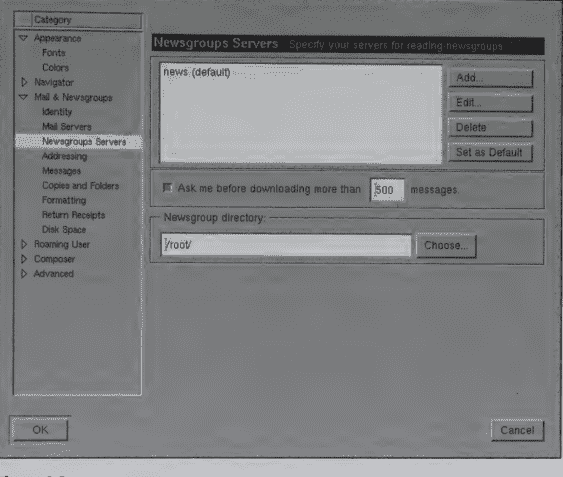 Category
Appearance
Fonts
Colors
Navigator
Mail & Newsgroups
Identity
Mail Servers
Newsgroups Servers
Addressing
Messages
Copies and Folders
Formatting
Return Receipts
Disk Space
Roaming User
Composer
Advanced
Newsgroups Servers Specify your servers for reading newsgroups
news (default)
Add...
Edit...
Delete
Set as Default
Ask me before downloading more than 500 messages.
Newsgroup directory:
/root/
Choose...
OK
Cancel